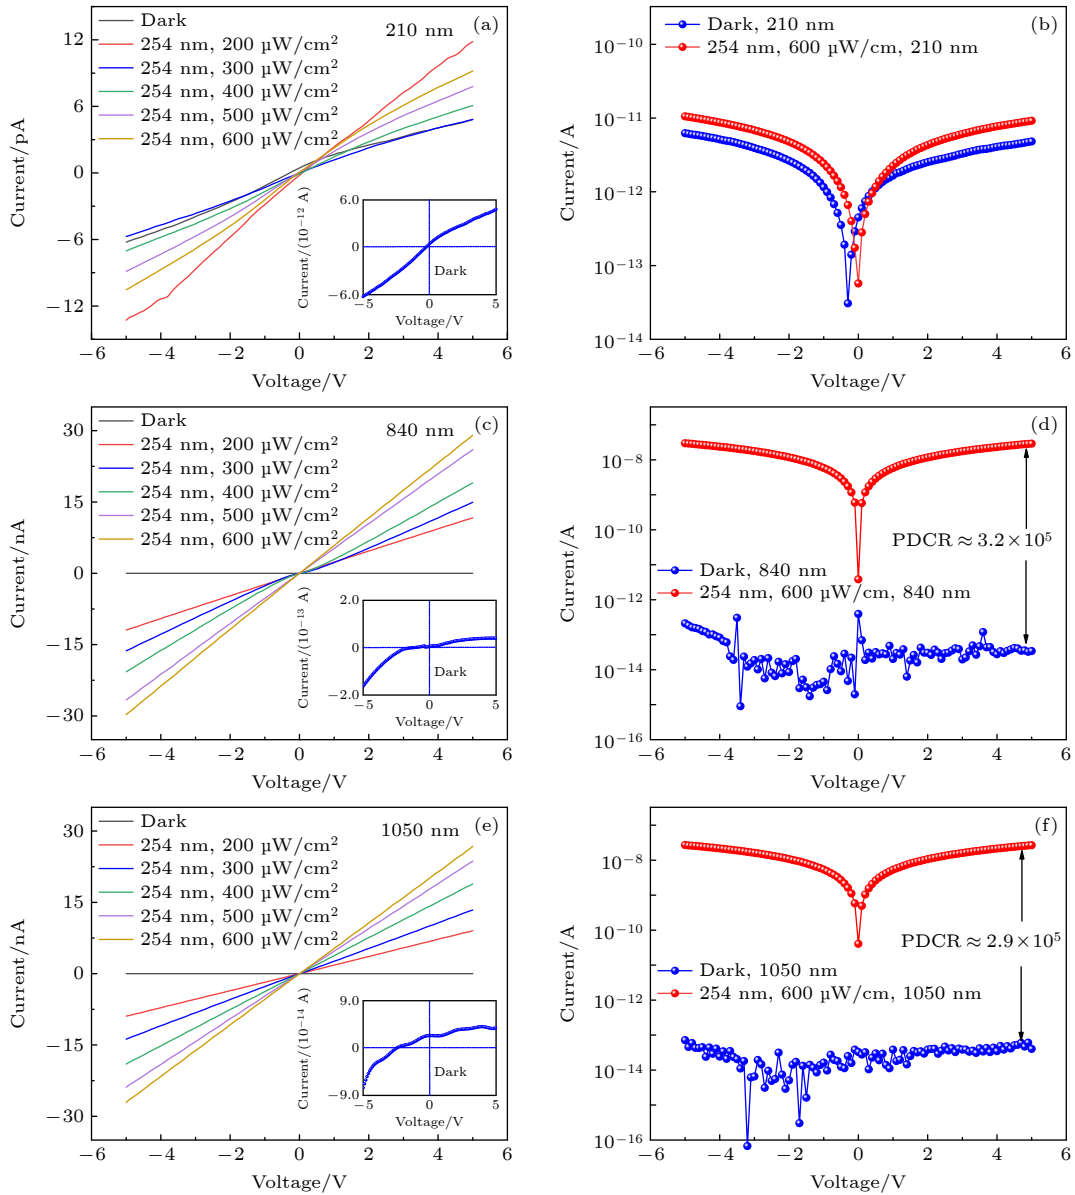 (a)
210 nm
Dark
254 nm, 200 µW/cm²
254 nm, 300 µW/cm²
254 nm, 400 µW/cm²
254 nm, 500 µW/cm²
254 nm, 600 µW/cm²
Current/pA
12
6
0
−6
−12
−6 −4 −2 0 2 4 6
Voltage/V
Current/(10⁻¹² A)
6.0
0
−6.0
Dark
−5 0 5
Voltage/V
(b)
Dark, 210 nm
254 nm, 600 µW/cm, 210 nm
Current/A
10⁻¹⁰
10⁻¹¹
10⁻¹²
10⁻¹³
10⁻¹⁴
−6 −4 −2 0 2 4 6
Voltage/V
(c)
840 nm
Dark
254 nm, 200 µW/cm²
254 nm, 300 µW/cm²
254 nm, 400 µW/cm²
254 nm, 500 µW/cm²
254 nm, 600 µW/cm²
Current/nA
30
15
0
−15
−30
−6 −4 −2 0 2 4 6
Voltage/V
Current/(10⁻¹³ A)
2.0
0
−2.0
Dark
−5 0 5
Voltage/V
(d)
PDCR ≈ 3.2×10⁵
Dark, 840 nm
254 nm, 600 µW/cm, 840 nm
Current/A
10⁻⁸
10⁻¹⁰
10⁻¹²
10⁻¹⁴
10⁻¹⁶
−6 −4 −2 0 2 4 6
Voltage/V
(e)
1050 nm
Dark
254 nm, 200 µW/cm²
254 nm, 300 µW/cm²
254 nm, 400 µW/cm²
254 nm, 500 µW/cm²
254 nm, 600 µW/cm²
Current/nA
30
15
0
−15
−30
−6 −4 −2 0 2 4 6
Voltage/V
Current/(10⁻¹⁴ A)
9.0
0
−9.0
Dark
−5 0 5
Voltage/V
(f)
PDCR ≈ 2.9×10⁵
Dark, 1050 nm
254 nm, 600 µW/cm, 1050 nm
Current/A
10⁻⁸
10⁻¹⁰
10⁻¹²
10⁻¹⁴
10⁻¹⁶
−6 −4 −2 0 2 4 6
Voltage/V